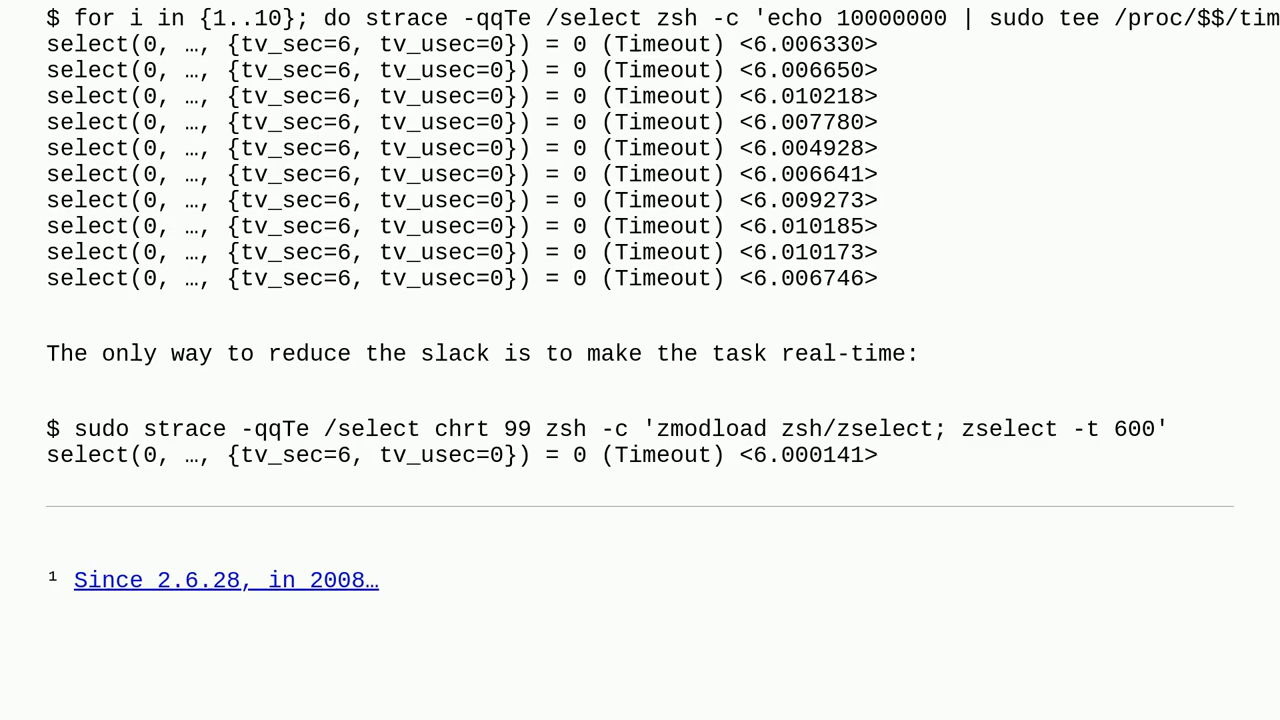 $ for i in {1..10}; do strace -qqTe /select zsh -c 'echo 10000000 | sudo tee /proc/$$/tim
select(0, …, {tv_sec=6, tv_usec=0}) = 0 (Timeout) <6.006330>
select(0, …, {tv_sec=6, tv_usec=0}) = 0 (Timeout) <6.006650>
select(0, …, {tv_sec=6, tv_usec=0}) = 0 (Timeout) <6.010218>
select(0, …, {tv_sec=6, tv_usec=0}) = 0 (Timeout) <6.007780>
select(0, …, {tv_sec=6, tv_usec=0}) = 0 (Timeout) <6.004928>
select(0, …, {tv_sec=6, tv_usec=0}) = 0 (Timeout) <6.006641>
select(0, …, {tv_sec=6, tv_usec=0}) = 0 (Timeout) <6.009273>
select(0, …, {tv_sec=6, tv_usec=0}) = 0 (Timeout) <6.010185>
select(0, …, {tv_sec=6, tv_usec=0}) = 0 (Timeout) <6.010173>
select(0, …, {tv_sec=6, tv_usec=0}) = 0 (Timeout) <6.006746>
The only way to reduce the slack is to make the task real-time:
$ sudo strace -qqTe /select chrt 99 zsh -c 'zmodload zsh/zselect; zselect -t 600'
select(0, …, {tv_sec=6, tv_usec=0}) = 0 (Timeout) <6.000141>
¹ Since 2.6.28, in 2008…